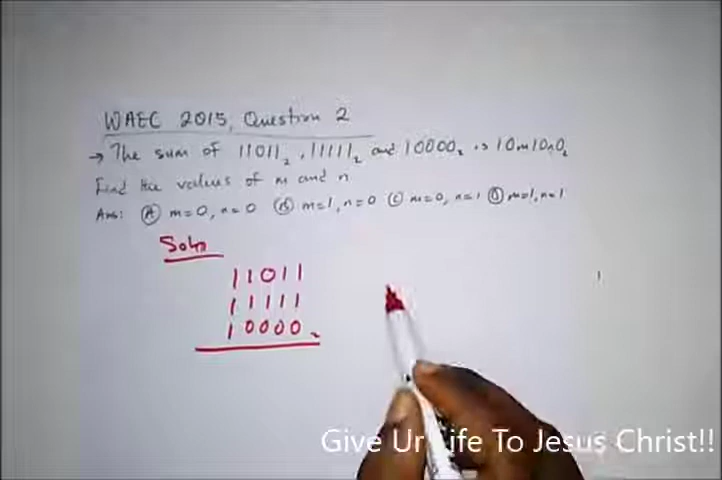 WAEC 2015, Question 2
→ The sum of 11011₂, 11111₂ and 10000₂ is 10m10n0₂
Find the values of m and n
Ans: Ⓐ m=0, n=0 Ⓑ m=1, n=0 Ⓒ m=0, n=1 Ⓓ m=1, n=1
Soln
11011
11111
10000₂
Give Ur Life To Jesus Christ!!